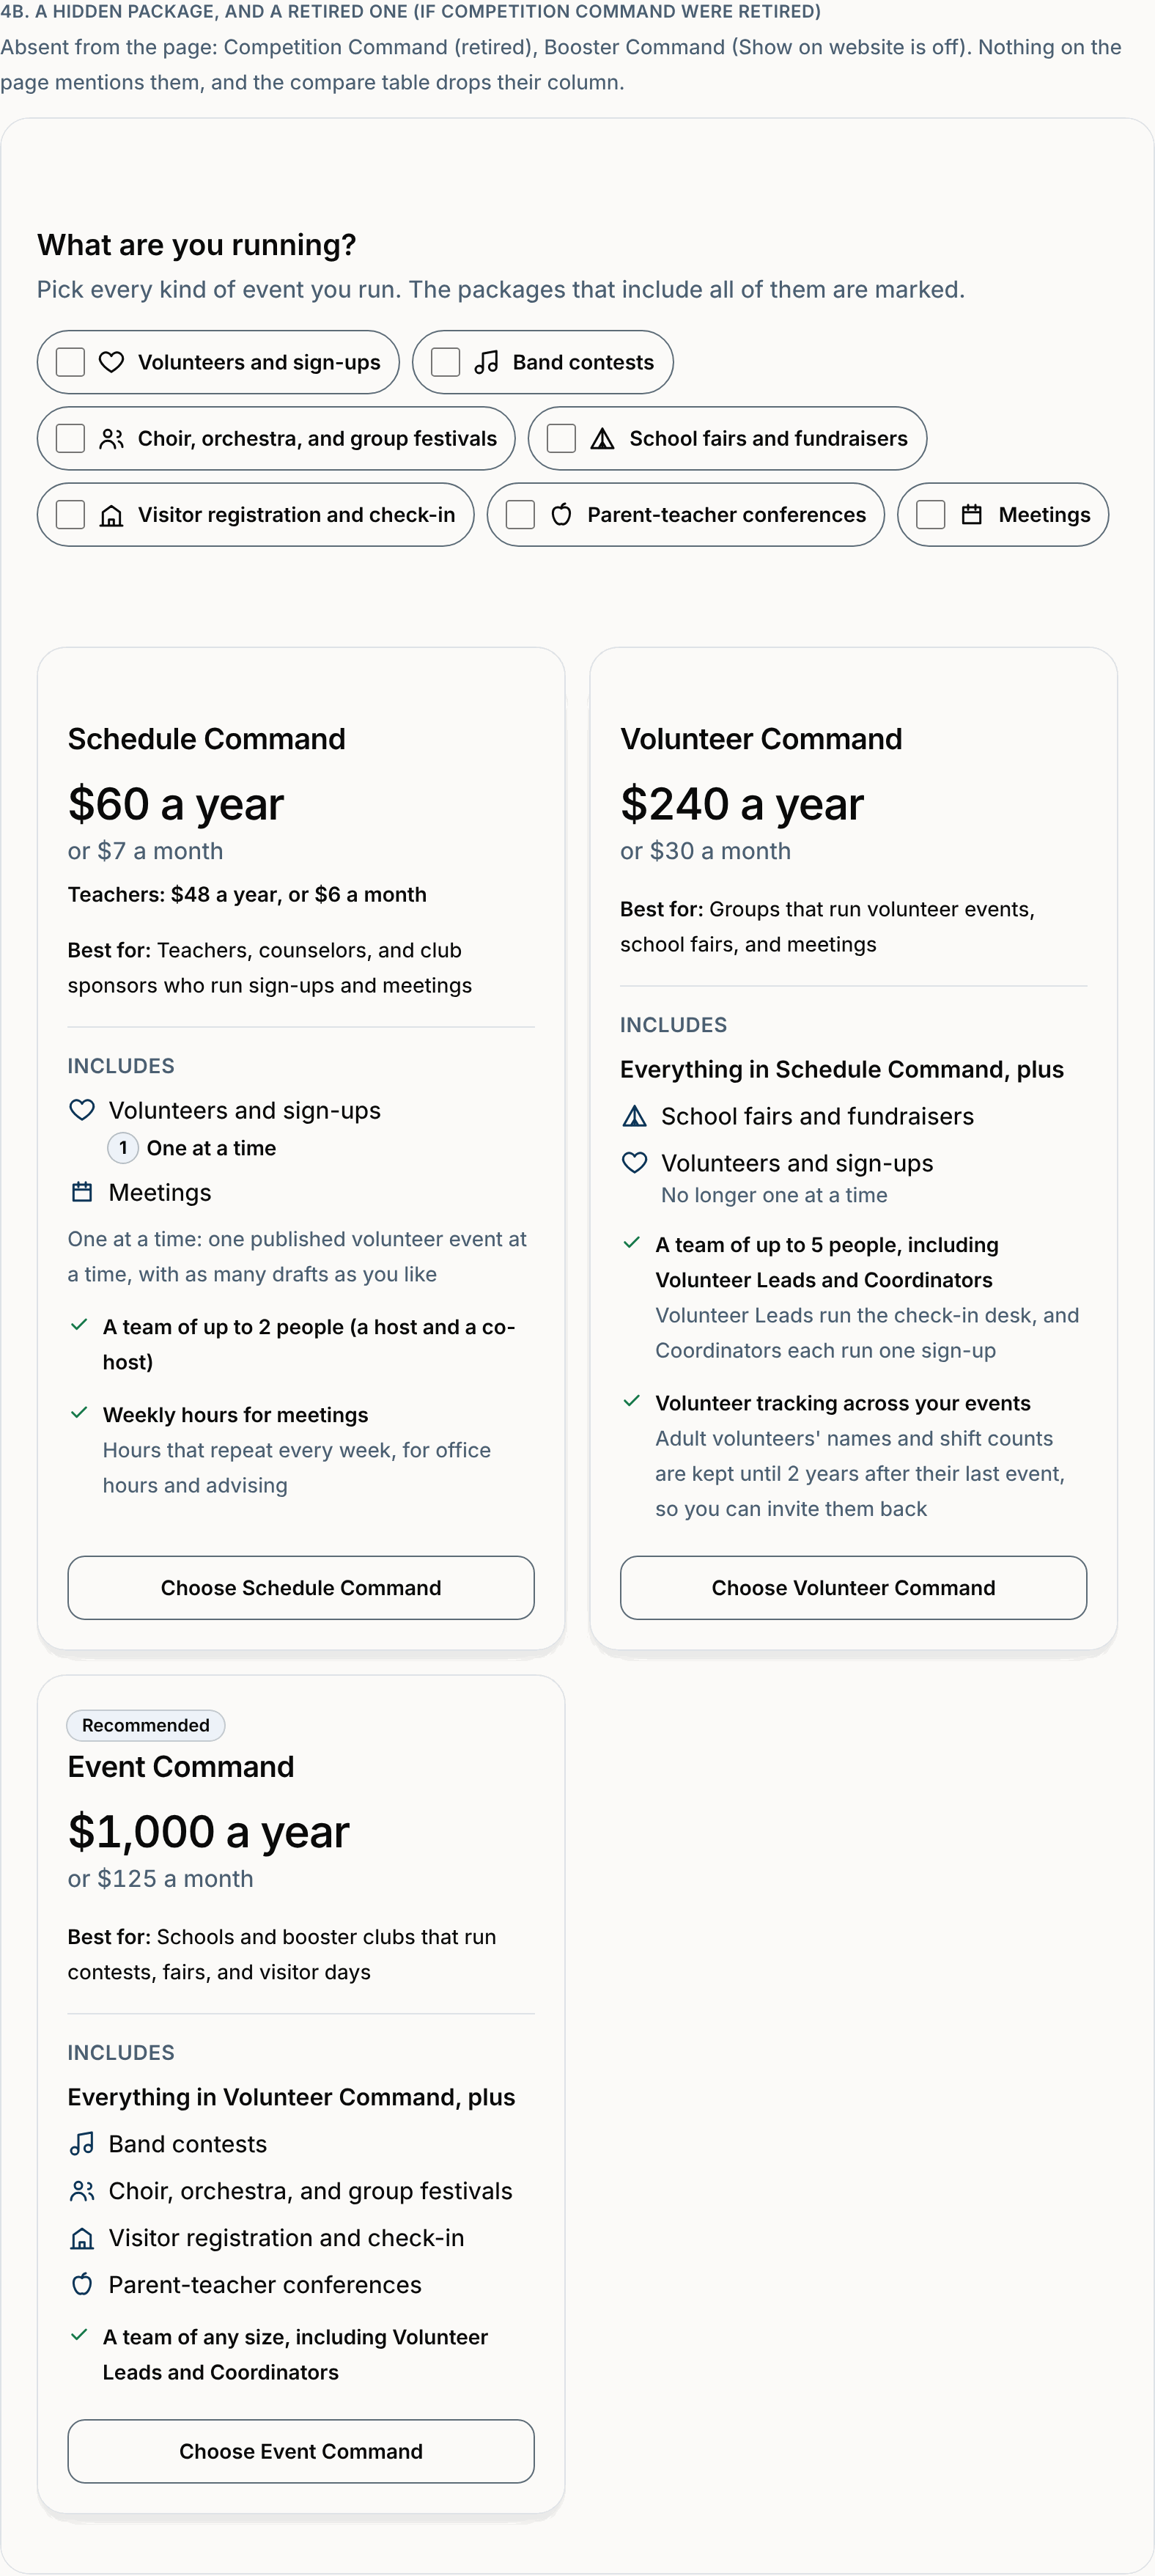 4B. A HIDDEN PACKAGE, AND A RETIRED ONE (IF COMPETITION COMMAND WERE RETIRED)
Absent from the page: Competition Command (retired), Booster Command (Show on website is off). Nothing on the
page mentions them, and the compare table drops their column.
What are you running?
Pick every kind of event you run. The packages that include all of them are marked.
Volunteers and sign-ups
Band contests
Choir, orchestra, and group festivals
School fairs and fundraisers
Visitor registration and check-in
Parent-teacher conferences
Meetings
Schedule Command
$60 a year
or $7 a month
Teachers: $48 a year, or $6 a month
Best for: Teachers, counselors, and club
sponsors who run sign-ups and meetings
INCLUDES
Volunteers and sign-ups
1 One at a time
Meetings
One at a time: one published volunteer event at
a time, with as many drafts as you like
A team of up to 2 people (a host and a co-
host)
Weekly hours for meetings
Hours that repeat every week, for office
hours and advising
Choose Schedule Command
Volunteer Command
$240 a year
or $30 a month
Best for: Groups that run volunteer events,
school fairs, and meetings
INCLUDES
Everything in Schedule Command, plus
School fairs and fundraisers
Volunteers and sign-ups
No longer one at a time
A team of up to 5 people, including
Volunteer Leads and Coordinators
Volunteer Leads run the check-in desk, and
Coordinators each run one sign-up
Volunteer tracking across your events
Adult volunteers' names and shift counts
are kept until 2 years after their last event,
so you can invite them back
Choose Volunteer Command
Recommended
Event Command
$1,000 a year
or $125 a month
Best for: Schools and booster clubs that run
contests, fairs, and visitor days
INCLUDES
Everything in Volunteer Command, plus
Band contests
Choir, orchestra, and group festivals
Visitor registration and check-in
Parent-teacher conferences
A team of any size, including Volunteer
Leads and Coordinators
Choose Event Command